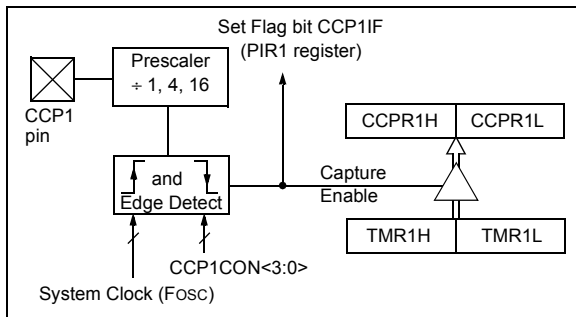 Set Flag bit CCP1IF
(PIR1 register)
Prescaler
÷ 1, 4, 16
CCP1
pin
CCPR1H CCPR1L
and
Edge Detect
Capture
Enable
TMR1H TMR1L
CCP1CON<3:0>
System Clock (FOSC)